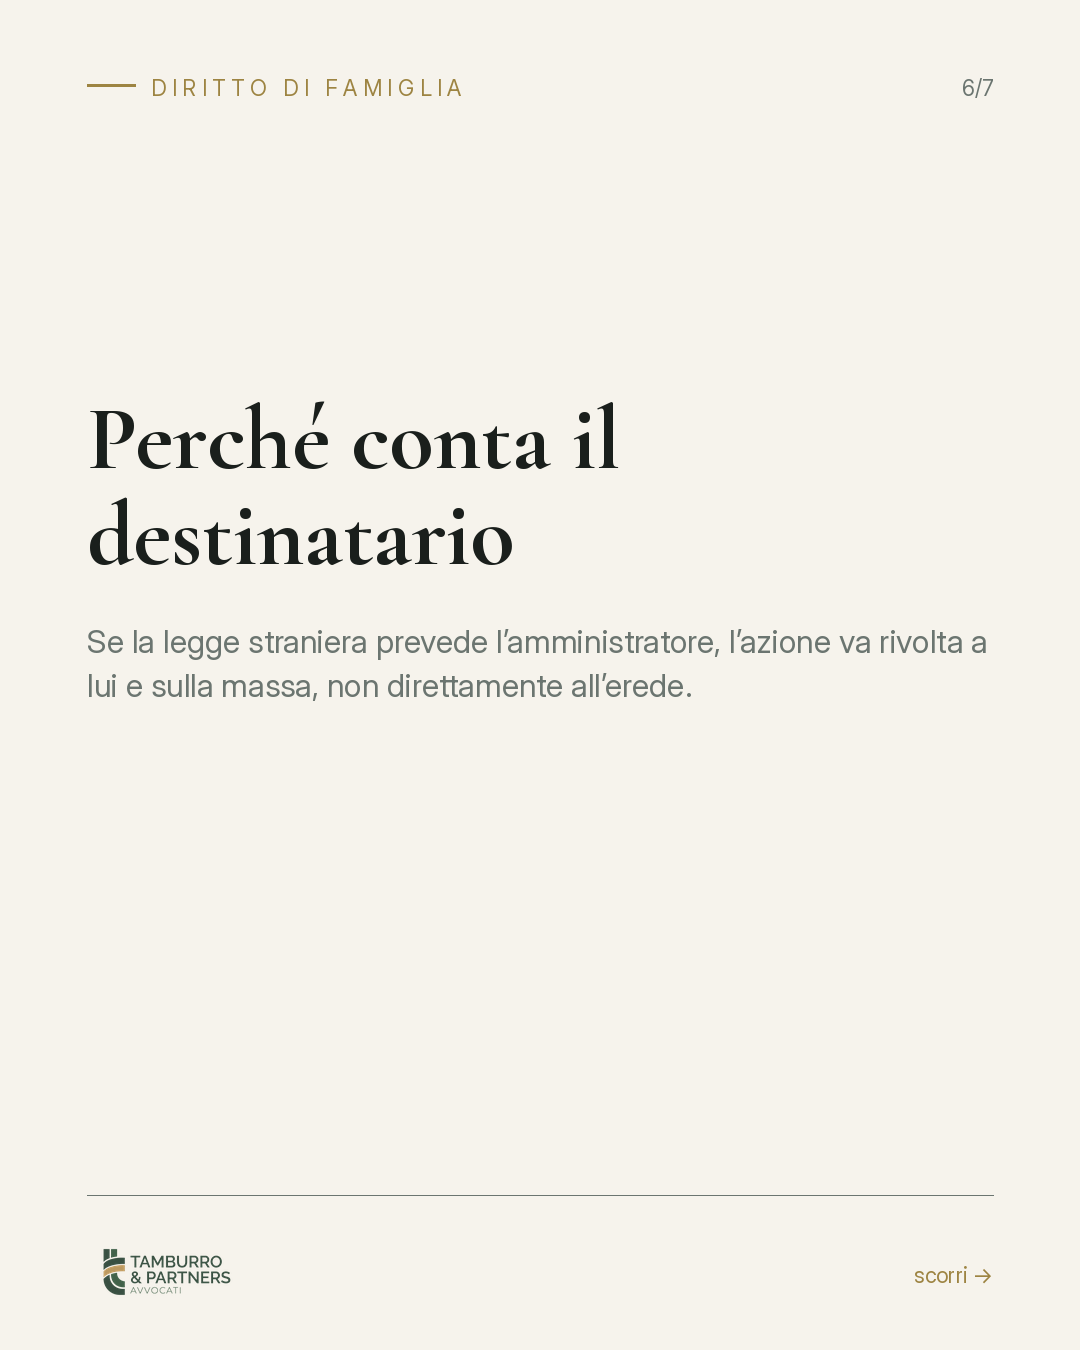 DIRITTO DI FAMIGLIA
6/7
Perché conta il
destinatario
Se la legge straniera prevede l’amministratore, l’azione va rivolta a
lui e sulla massa, non direttamente all’erede.
TAMBURRO
& PARTNERS
AVVOCATI
scorri →